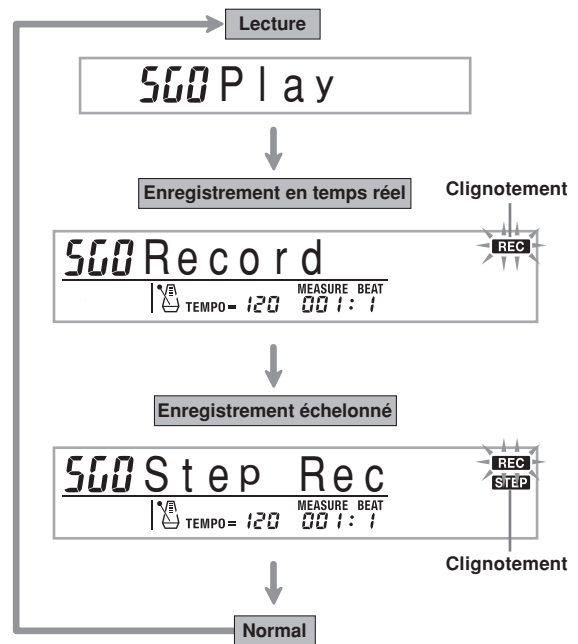 Lecture
SG0 Play
Enregistrement en temps réel
Clignotement
SG0 Record
REC
TEMPO= 120 MEASURE BEAT 001: 1
Enregistrement échelonné
SG0 Step Rec
REC
STEP
TEMPO= 120 MEASURE BEAT 001: 1
Clignotement
Normal